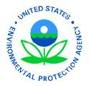 UNITED STATES
ENVIRONMENTAL PROTECTION AGENCY